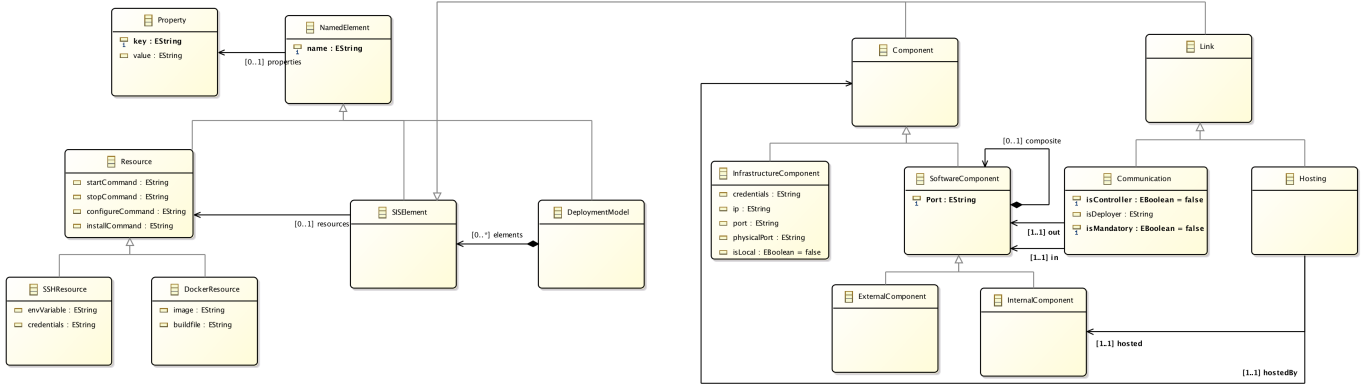 Property
key : EString
value : EString
NamedElement
name : EString
[0..1] properties
Component
Link
Resource
startCommand : EString
stopCommand : EString
configureCommand : EString
installCommand : EString
SISElement
DeploymentModel
[0..1] resources
[0..*] elements
InfrastructureComponent
credentials : EString
ip : EString
port : EString
physicalPort : EString
isLocal : EBoolean = false
SoftwareComponent
Port : EString
[0..1] composite
Communication
isController : EBoolean = false
isDeployer : EString
isMandatory : EBoolean = false
Hosting
[1..1] out
[1..1] in
SSHResource
envVariable : EString
credentials : EString
DockerResource
image : EString
buildfile : EString
ExternalComponent
InternalComponent
[1..1] hosted
[1..1] hostedBy